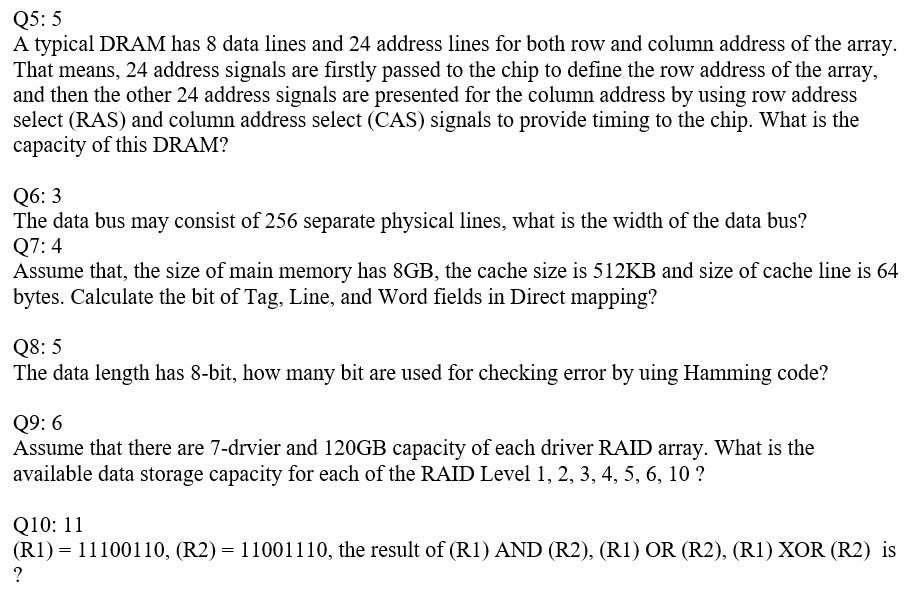 Q5: 5
A typical DRAM has 8 data lines and 24 address lines for both row and column address of the array.
That means, 24 address signals are firstly passed to the chip to define the row address of the array,
and then the other 24 address signals are presented for the column address by using row address
select (RAS) and column address select (CAS) signals to provide timing to the chip. What is the
capacity of this DRAM?
Q6: 3
The data bus may consist of 256 separate physical lines, what is the width of the data bus?
Q7: 4
Assume that, the size of main memory has 8GB, the cache size is 512KB and size of cache line is 64
bytes. Calculate the bit of Tag, Line, and Word fields in Direct mapping?
Q8: 5
The data length has 8-bit, how many bit are used for checking error by uing Hamming code?
Q9: 6
Assume that there are 7-drvier and 120GB capacity of each driver RAID array. What is the
available data storage capacity for each of the RAID Level 1, 2, 3, 4, 5, 6, 10 ?
Q10: 11
(R1) = 11100110, (R2) = 11001110, the result of (R1) AND (R2), (R1) OR (R2), (R1) XOR (R2) is
?